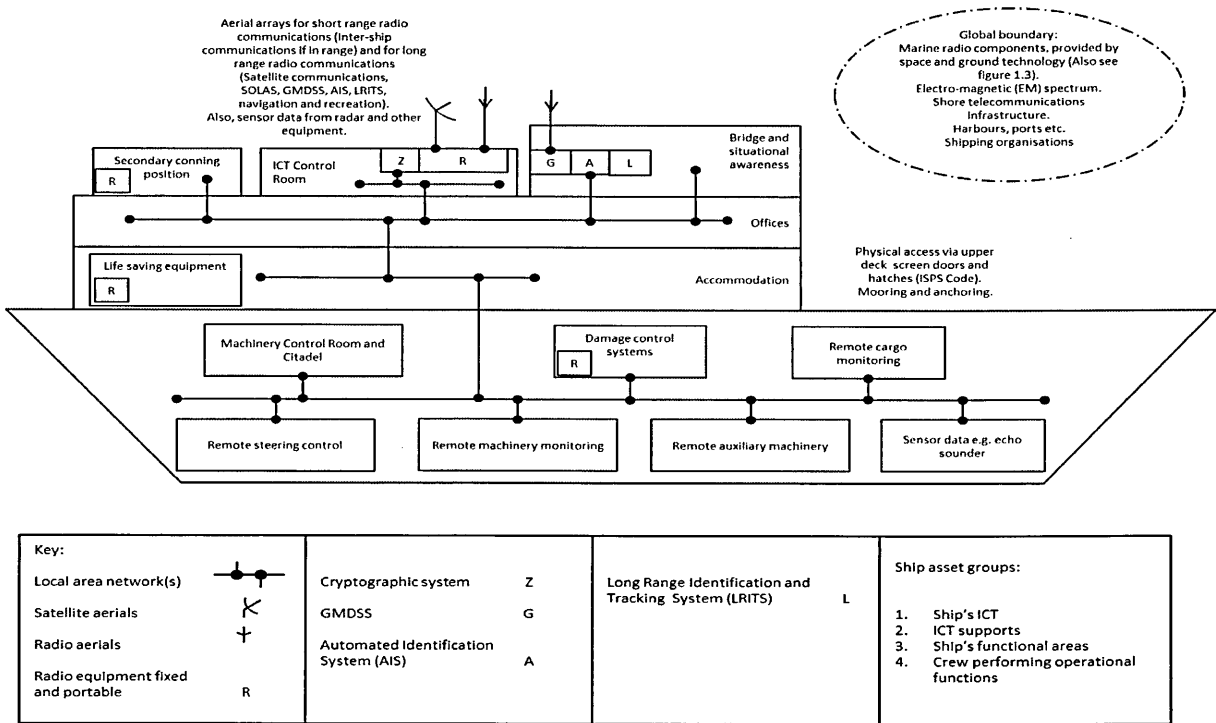 Aerial arrays for short range radio
communications (Inter-ship
communications if in range) and for long
range radio communications
(Satellite communications,
SOLAS, GMDSS, AIS, LRITS,
navigation and recreation).
Also, sensor data from radar and other
equipment.
Global boundary:
Marine radio components, provided by
space and ground technology (Also see
figure 1.3).
Electro-magnetic (EM) spectrum.
Shore telecommunications
Infrastructure.
Harbours, ports etc.
Shipping organisations
Secondary conning
position
R
ICT Control
Room
Z
R
G
A
L
Bridge and
situational
awareness
Offices
Life saving equipment
R
Accommodation
Physical access via upper
deck screen doors and
hatches (ISPS Code).
Mooring and anchoring.
Machinery Control Room and
Citadel
Damage control
systems
R
Remote cargo
monitoring
Remote steering control
Remote machinery monitoring
Remote auxiliary machinery
Sensor data e.g. echo
sounder
Key:
Local area network(s)
Satellite aerials
Radio aerials
Radio equipment fixed
and portable R
Cryptographic system Z
GMDSS G
Automated Identification
System (AIS) A
Long Range Identification and
Tracking System (LRITS) L
Ship asset groups:
1. Ship's ICT
2. ICT supports
3. Ship's functional areas
4. Crew performing operational
functions